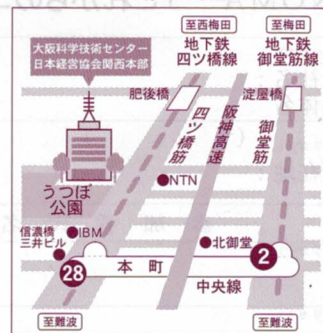 至西梅田
至梅田
大阪科学技術センター
日本経営協会関西本部
地下鉄
四ツ橋線
地下鉄
御堂筋線
肥後橋
淀屋橋
四ツ橋筋
阪神高速
御堂筋
うつぼ
公園
NTN
信濃橋
三井ビル
IBM
北御堂
28
本町
2
中央線
至難波
至難波